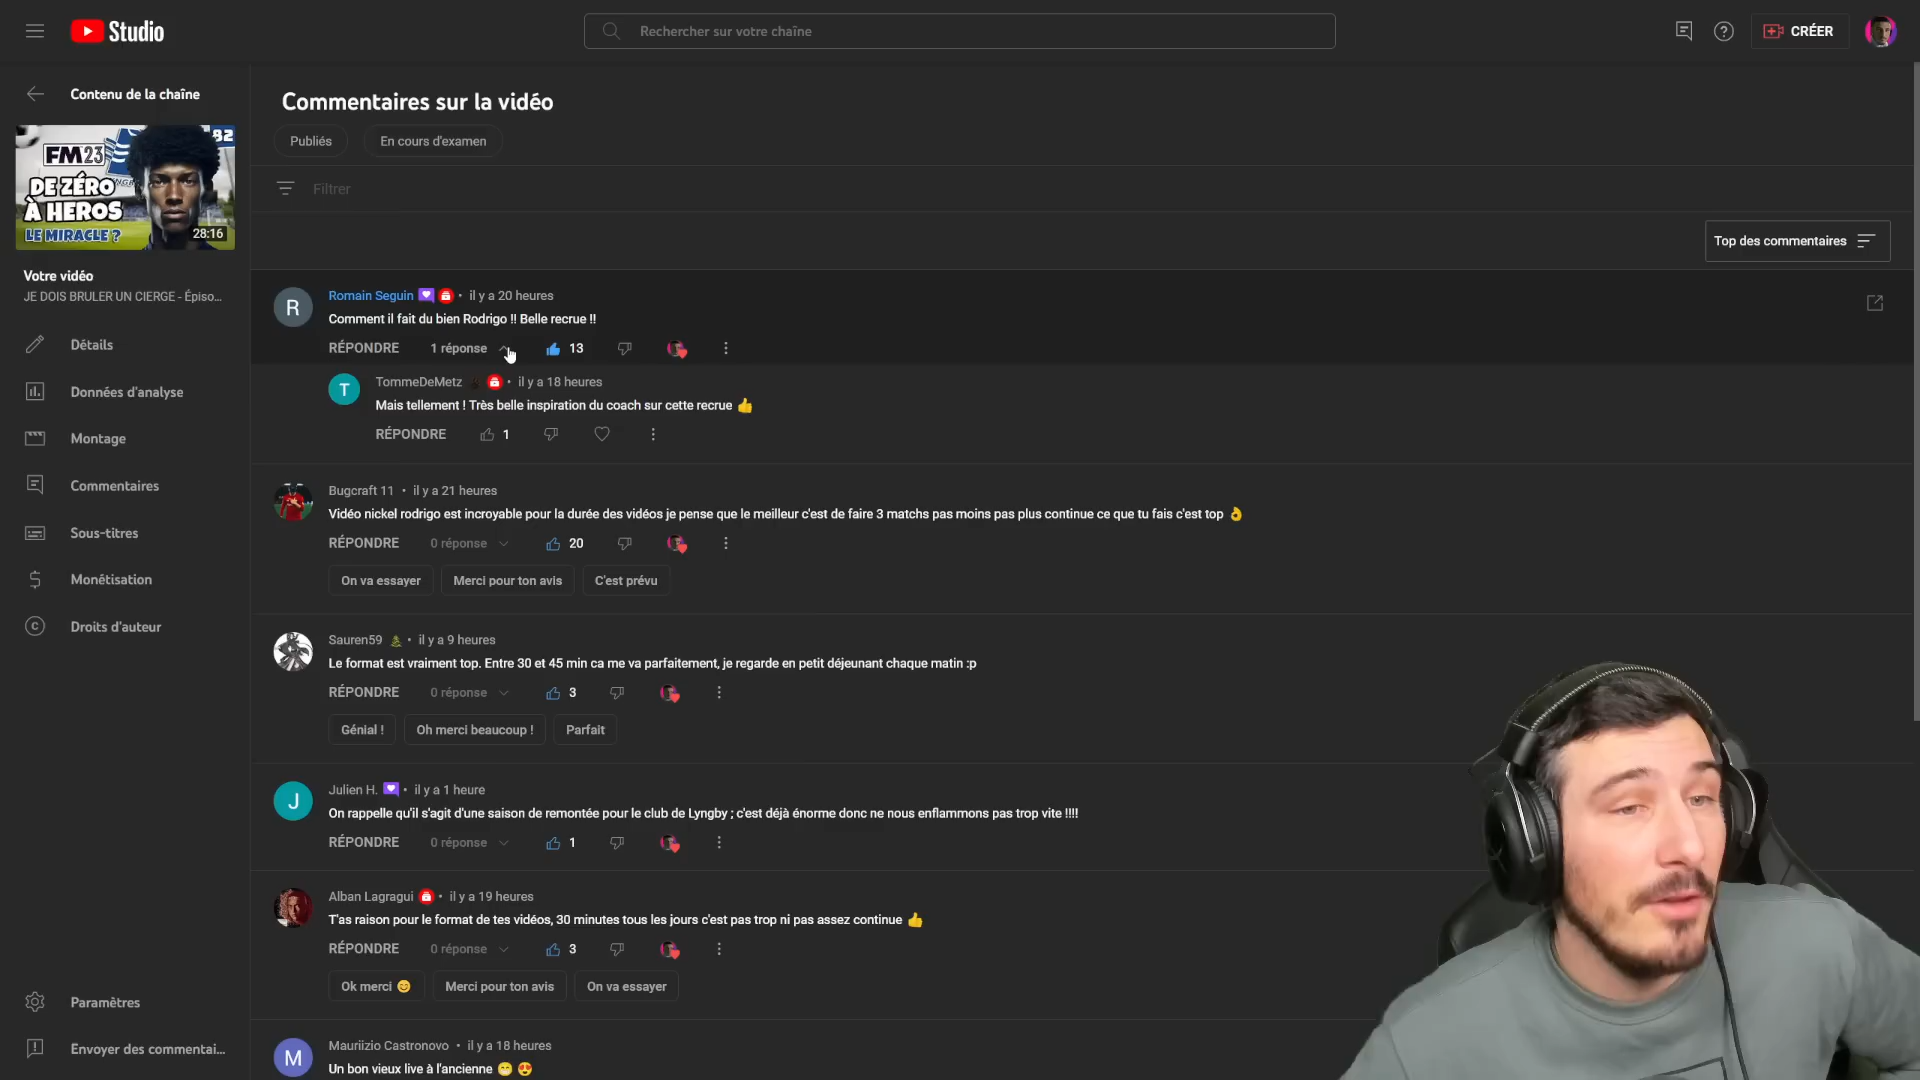 Studio
Rechercher sur votre chaîne
CRÉER
Contenu de la chaîne
FM23
82
DE ZÉRO
À HEROS
LE MIRACLE ?
28:16
Votre vidéo
JE DOIS BRULER UN CIERGE - Épiso...
Détails
Données d'analyse
Montage
Commentaires
Sous-titres
Monétisation
Droits d'auteur
Paramètres
Envoyer des commentai...
Commentaires sur la vidéo
Publiés
En cours d'examen
Filtrer
Top des commentaires
R
Romain Seguin • il y a 20 heures
Comment il fait du bien Rodrigo !! Belle recrue !!
RÉPONDRE 1 réponse 13
T
TommeDeMetz • il y a 18 heures
Mais tellement ! Très belle inspiration du coach sur cette recrue 👍
RÉPONDRE 1
Bugcraft 11 • il y a 21 heures
Vidéo nickel rodrigo est incroyable pour la durée des vidéos je pense que le meilleur c'est de faire 3 matchs pas moins pas plus continue ce que tu fais c'est top 👌
RÉPONDRE 0 réponse 20
On va essayer Merci pour ton avis C'est prévu
Sauren59 • il y a 9 heures
Le format est vraiment top. Entre 30 et 45 min ca me va parfaitement, je regarde en petit déjeunant chaque matin :p
RÉPONDRE 0 réponse 3
Génial ! Oh merci beaucoup ! Parfait
J
Julien H. • il y a 1 heure
On rappelle qu'il s'agit d'une saison de remontée pour le club de Lyngby ; c'est déjà énorme donc ne nous enflammons pas trop vite !!!!
RÉPONDRE 0 réponse 1
Alban Lagragui • il y a 19 heures
T'as raison pour le format de tes vidéos, 30 minutes tous les jours c'est pas trop ni pas assez continue 👍
RÉPONDRE 0 réponse 3
Ok merci 😊 Merci pour ton avis On va essayer
M
Mauriizio Castronovo • il y a 18 heures
Un bon vieux live à l'ancienne 😁 😍